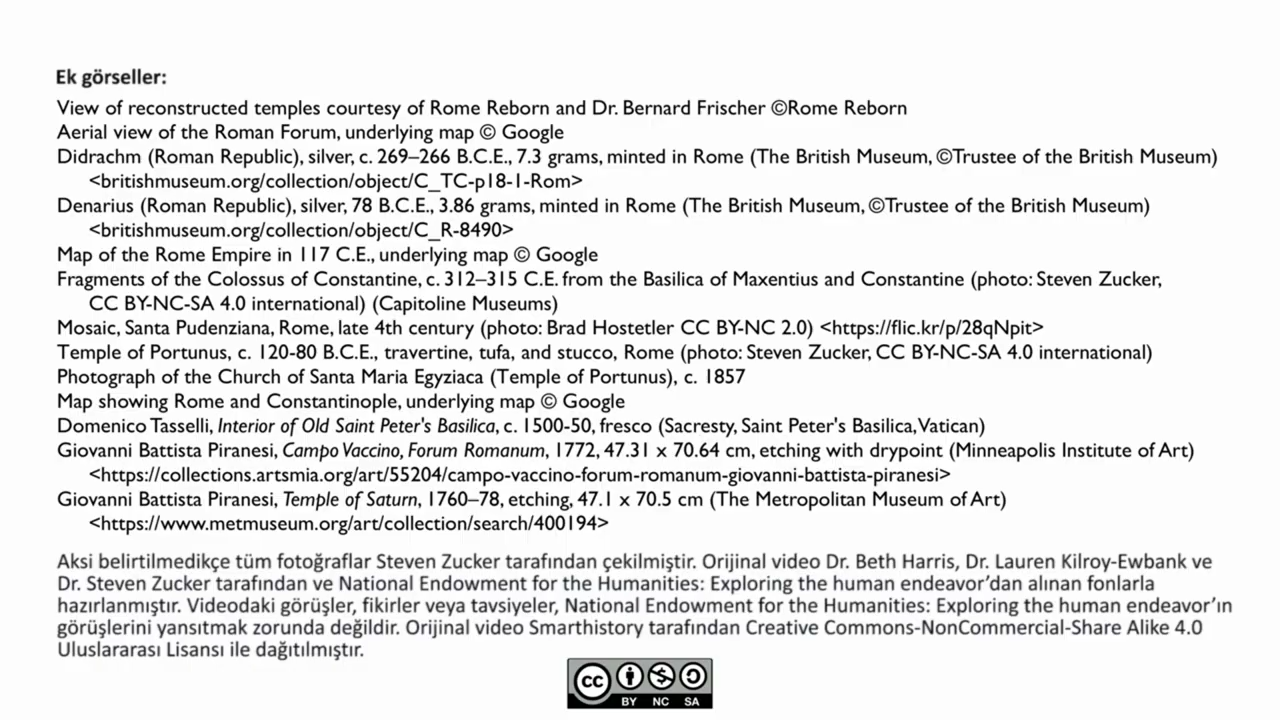 Ek görseller:
View of reconstructed temples courtesy of Rome Reborn and Dr. Bernard Frischer ©Rome Reborn
Aerial view of the Roman Forum, underlying map © Google
Didrachm (Roman Republic), silver, c. 269–266 B.C.E., 7.3 grams, minted in Rome (The British Museum, ©Trustee of the British Museum)
<britishmuseum.org/collection/object/C_TC-p18-1-Rom>
Denarius (Roman Republic), silver, 78 B.C.E., 3.86 grams, minted in Rome (The British Museum, ©Trustee of the British Museum)
<britishmuseum.org/collection/object/C_R-8490>
Map of the Rome Empire in 117 C.E., underlying map © Google
Fragments of the Colossus of Constantine, c. 312–315 C.E. from the Basilica of Maxentius and Constantine (photo: Steven Zucker,
CC BY-NC-SA 4.0 international) (Capitoline Museums)
Mosaic, Santa Pudenziana, Rome, late 4th century (photo: Brad Hostetler CC BY-NC 2.0) <https://flic.kr/p/28qNpit>
Temple of Portunus, c. 120-80 B.C.E., travertine, tufa, and stucco, Rome (photo: Steven Zucker, CC BY-NC-SA 4.0 international)
Photograph of the Church of Santa Maria Egyziaca (Temple of Portunus), c. 1857
Map showing Rome and Constantinople, underlying map © Google
Domenico Tasselli, Interior of Old Saint Peter's Basilica, c. 1500-50, fresco (Sacresty, Saint Peter's Basilica, Vatican)
Giovanni Battista Piranesi, Campo Vaccino, Forum Romanum, 1772, 47.31 x 70.64 cm, etching with drypoint (Minneapolis Institute of Art)
<https://collections.artsmia.org/art/55204/campo-vaccino-forum-romanum-giovanni-battista-piranesi>
Giovanni Battista Piranesi, Temple of Saturn, 1760–78, etching, 47.1 x 70.5 cm (The Metropolitan Museum of Art)
<https://www.metmuseum.org/art/collection/search/400194>
Aksi belirtilmedikçe tüm fotoğraflar Steven Zucker tarafından çekilmiştir. Orijinal video Dr. Beth Harris, Dr. Lauren Kilroy-Ewbank ve
Dr. Steven Zucker tarafından ve National Endowment for the Humanities: Exploring the human endeavor’dan alınan fonlarla
hazırlanmıştır. Videodaki görüşler, fikirler veya tavsiyeler, National Endowment for the Humanities: Exploring the human endeavor’ın
görüşlerini yansıtmak zorunda değildir. Orijinal video Smarthistory tarafından Creative Commons-NonCommercial-Share Alike 4.0
Uluslararası Lisansı ile dağıtılmıştır.
cc BY NC SA